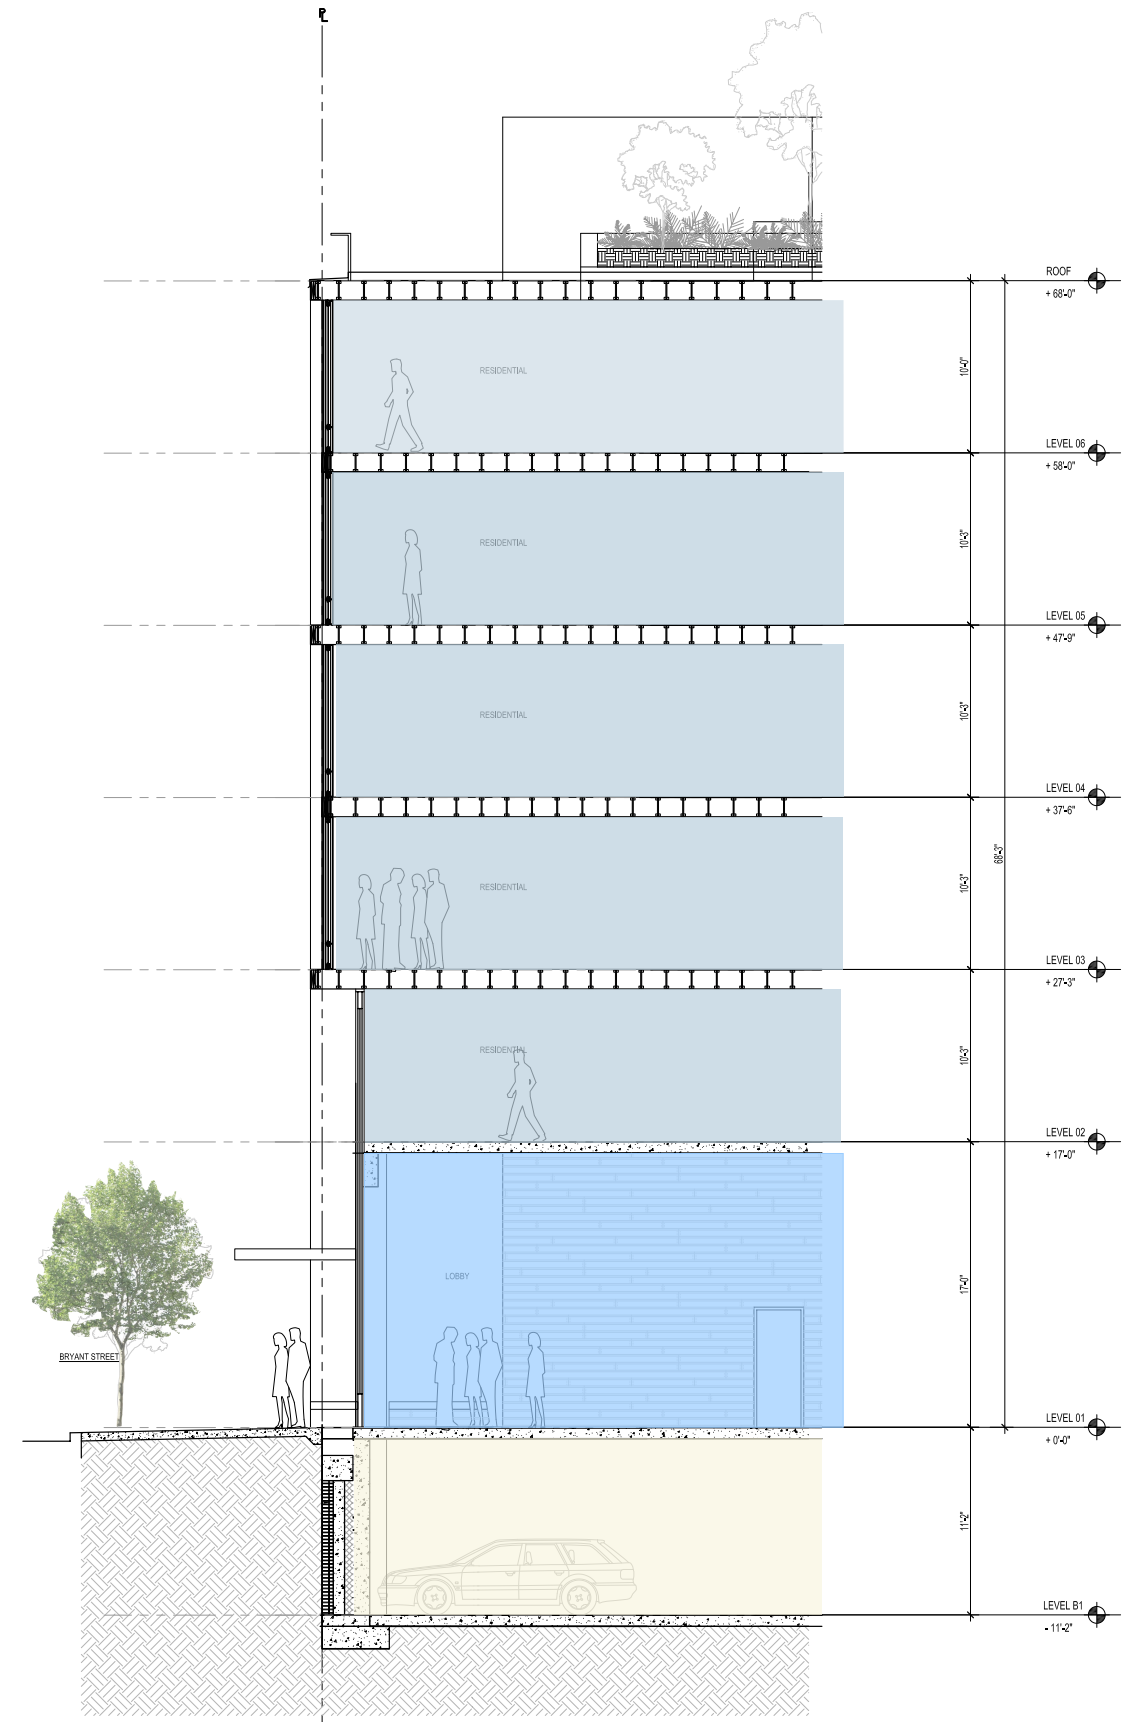 PL
ROOF
+ 68'-0"
10'-0"
RESIDENTIAL
LEVEL 06
+ 58'-0"
10'-3"
RESIDENTIAL
LEVEL 05
+ 47'-9"
10'-3"
RESIDENTIAL
LEVEL 04
+ 37'-6"
68'-3"
10'-3"
RESIDENTIAL
LEVEL 03
+ 27'-3"
10'-3"
RESIDENTIAL
LEVEL 02
+ 17'-0"
17'-0"
LOBBY
BRYANT STREET
LEVEL 01
+ 0'-0"
11'-2"
LEVEL B1
- 11'-2"